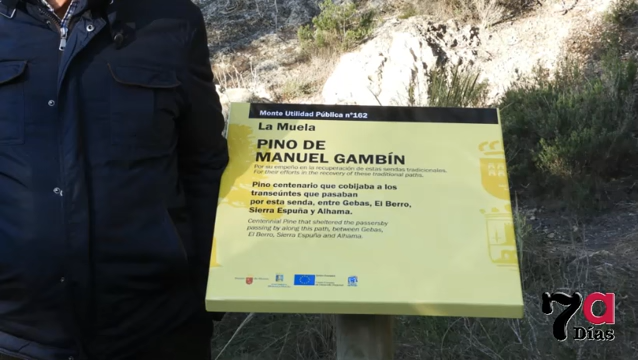 Monte Utilidad Pública nº162
La Muela
PINO DE
MANUEL GAMBÍN
Por su empeño en la recuperación de estas sendas tradicionales.
For their efforts in the recovery of these traditional paths.
Pino centenario que cobijaba a los
transeúntes que pasaban
por esta senda, entre Gebas, El Berro,
Sierra Espuña y Alhama.
Centennial Pine that sheltered the passersby
passing by along this path, between Gebas,
El Berro, Sierra Espuña and Alhama.
7a
Días